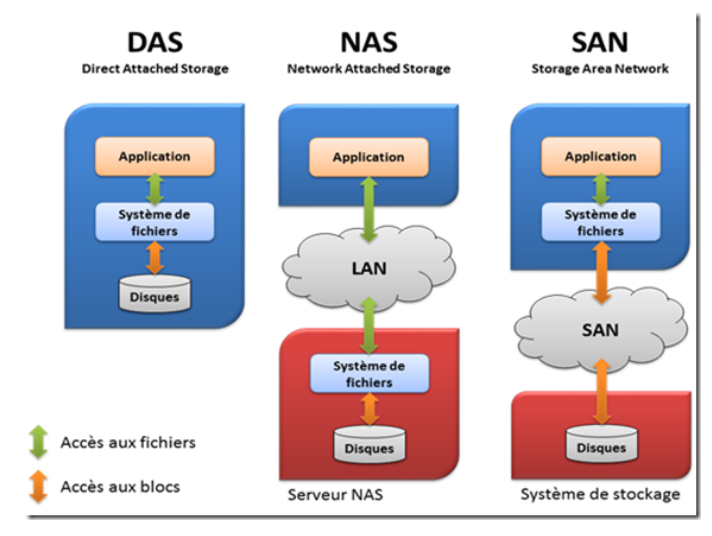 DAS
Direct Attached Storage
Application
Système de
fichiers
Disques
NAS
Network Attached Storage
Application
LAN
Système de
fichiers
Disques
Serveur NAS
SAN
Storage Area Network
Application
Système de
fichiers
SAN
Disques
Système de stockage
Accès aux fichiers
Accès aux blocs